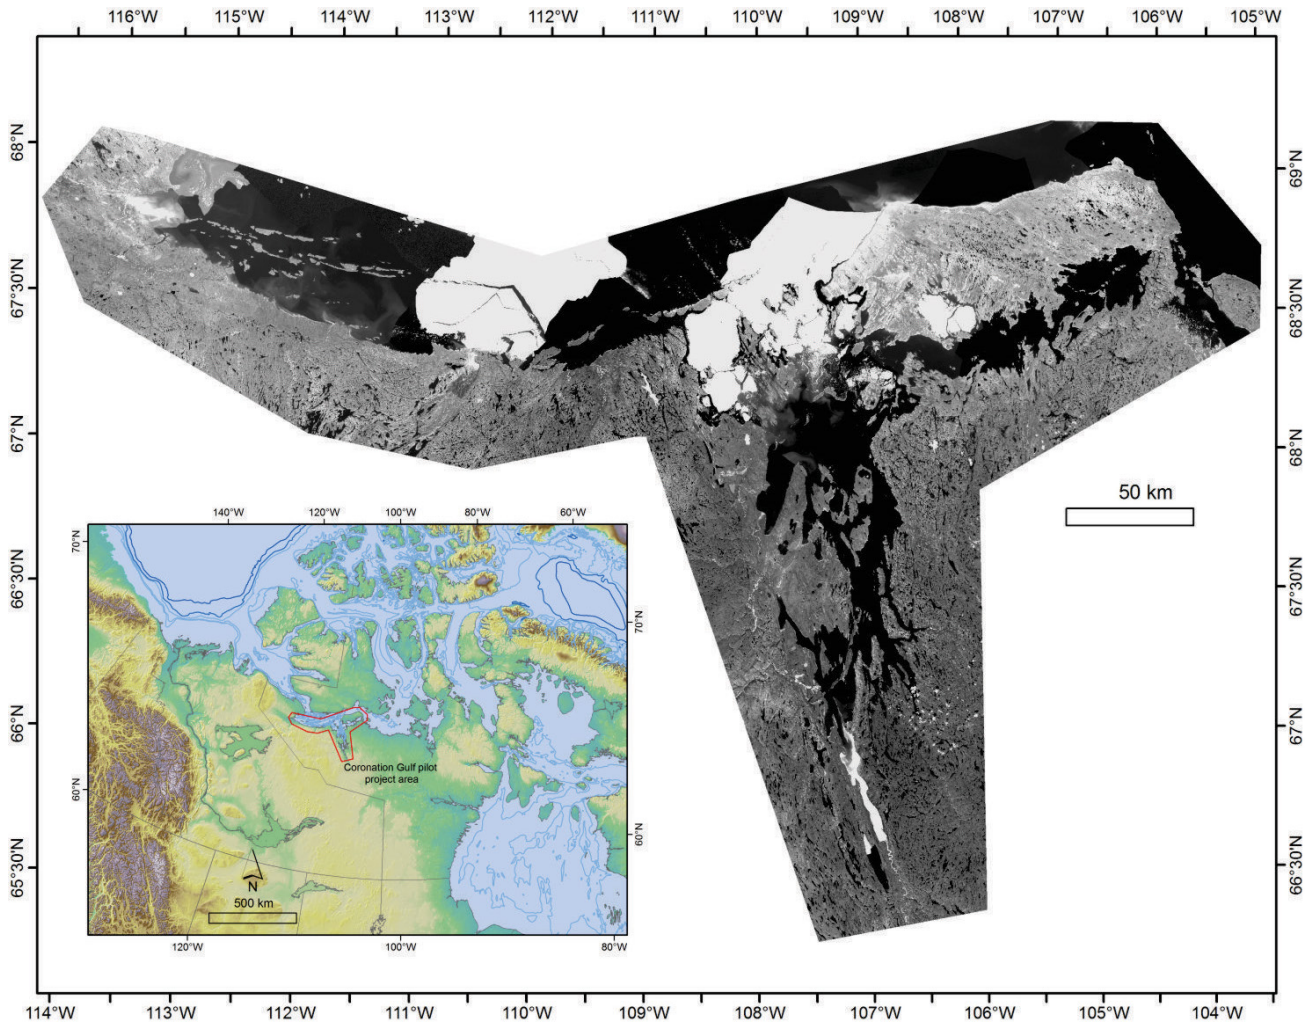 116°W 115°W 114°W 113°W 112°W 111°W 110°W 109°W 108°W 107°W 106°W 105°W
68°N
69°N
67°30'N
68°30'N
67°N
68°N
50 km
140°W 120°W 100°W 80°W 60°W
70°N
66°30'N
67°30'N
70°N
66°N
67°N
Coronation Gulf pilot
project area
60°N
60°N
65°30'N
66°30'N
N
500 km
120°W 100°W 80°W
114°W 113°W 112°W 111°W 110°W 109°W 108°W 107°W 106°W 105°W 104°W